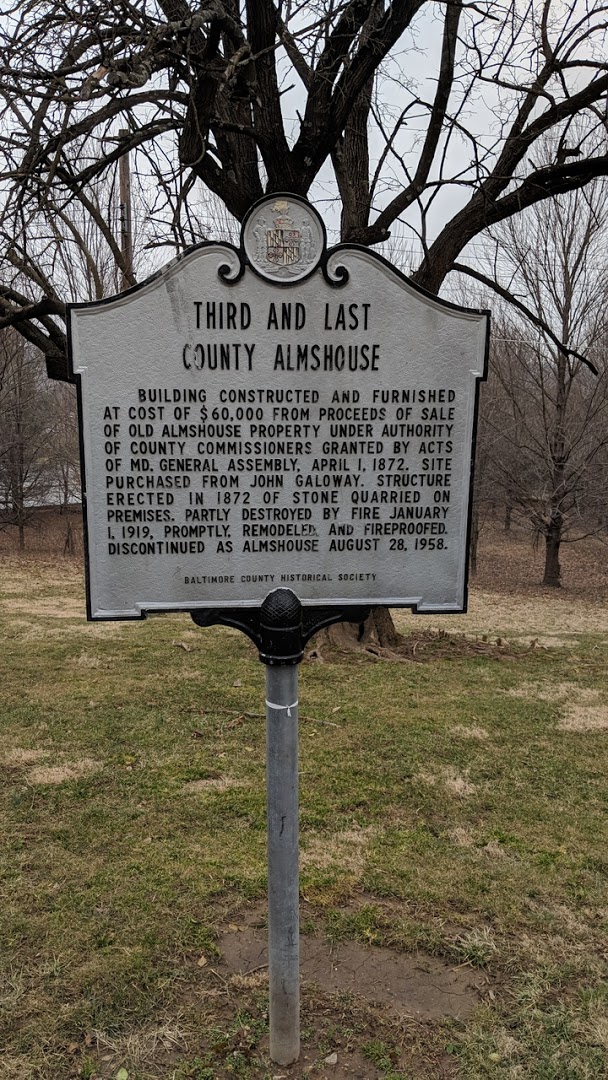 THIRD AND LAST
COUNTY ALMSHOUSE
BUILDING CONSTRUCTED AND FURNISHED
AT COST OF $60,000 FROM PROCEEDS OF SALE
OF OLD ALMSHOUSE PROPERTY UNDER AUTHORITY
OF COUNTY COMMISSIONERS GRANTED BY ACTS
OF MD. GENERAL ASSEMBLY, APRIL 1, 1872. SITE
PURCHASED FROM JOHN GALOWAY. STRUCTURE
ERECTED IN 1872 OF STONE QUARRIED ON
PREMISES. PARTLY DESTROYED BY FIRE JANUARY
1, 1919, PROMPTLY, REMODELED, AND FIREPROOFED.
DISCONTINUED AS ALMSHOUSE AUGUST 28, 1958.
BALTIMORE COUNTY HISTORICAL SOCIETY